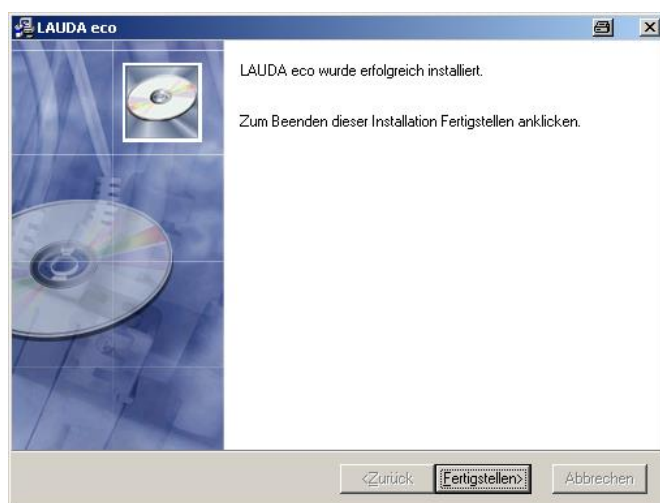 LAUDA eco
LAUDA eco wurde erfolgreich installiert.
Zum Beenden dieser Installation Fertigstellen anklicken.
<Zurück Fertigstellen> Abbrechen